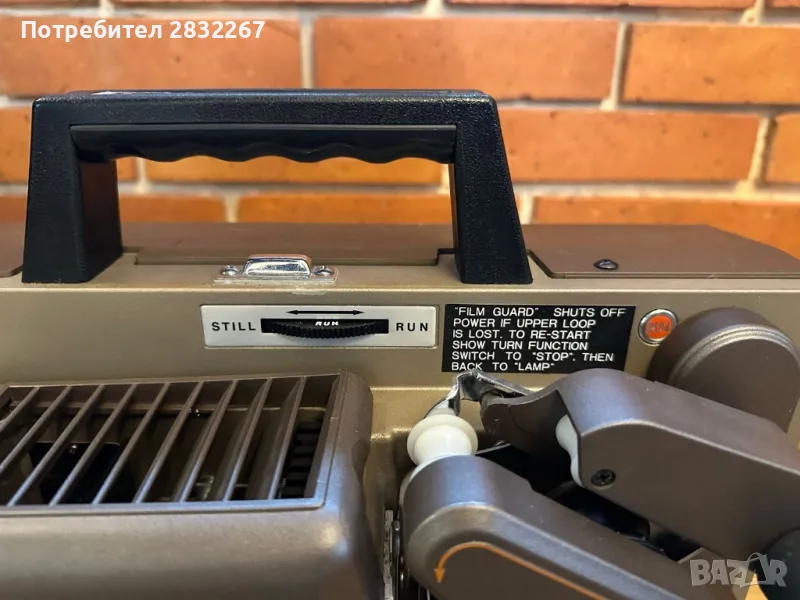 Потребител 2832267
STILL RUN RUN
"FILM GUARD" SHUTS OFF
POWER IF UPPER LOOP
IS LOST. TO RE-START
SHOW TURN FUNCTION
SWITCH TO "STOP", THEN
BACK TO "LAMP"
BAZAR